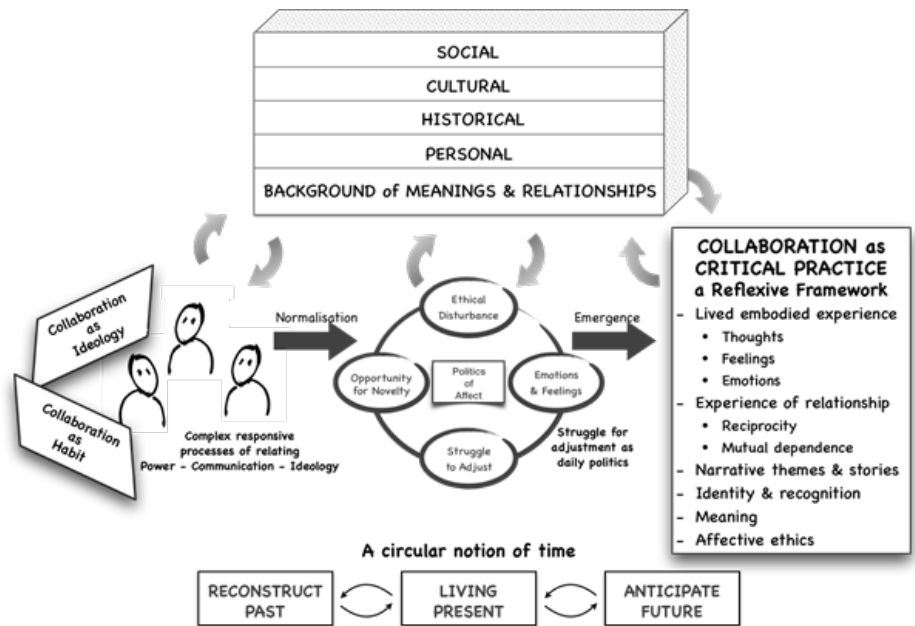 SOCIAL
CULTURAL
HISTORICAL
PERSONAL
BACKGROUND of MEANINGS & RELATIONSHIPS
Collaboration
as
Ideology
Collaboration
as
Habit
Complex responsive
processes of relating
Power - Communication - Ideology
Normalisation
Ethical
Disturbance
Opportunity
for Novelty
Politics
of
Affect
Emotions
& Feelings
Struggle
to Adjust
Emergence
Struggle for
adjustment as
daily politics
COLLABORATION as
CRITICAL PRACTICE
a Reflexive Framework
- Lived embodied experience
• Thoughts
• Feelings
• Emotions
- Experience of relationship
• Reciprocity
• Mutual dependence
- Narrative themes & stories
- Identity & recognition
- Meaning
- Affective ethics
A circular notion of time
RECONSTRUCT
PAST
LIVING
PRESENT
ANTICIPATE
FUTURE